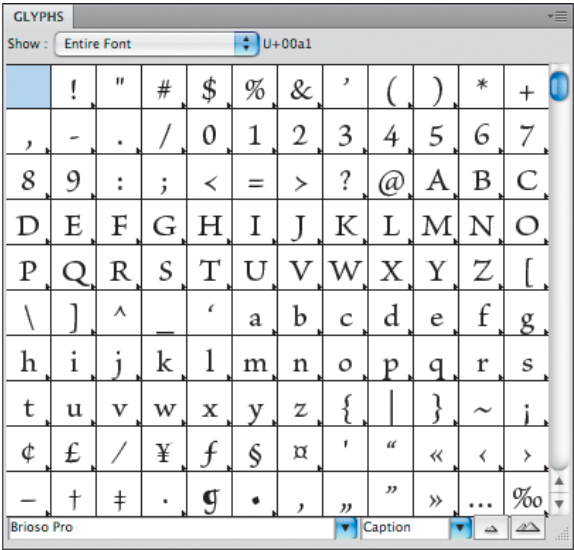 GLYPHS
Show : Entire Font U+00a1
! " # $ % & ’ ( ) * +
, - . / 0 1 2 3 4 5 6 7
8 9 : ; < = > ? @ A B C
D E F G H I J K L M N O
P Q R S T U V W X Y Z [
\ ] ^ _ ‘ a b c d e f g
h i j k l m n o p q r s
t u v w x y z { | } ~ ¡
¢ £ ⁄ ¥ ƒ § ¤ ' “ « ‹ ›
– † ‡ · ¶ • ‚ „ ” » … ‰
Brioso Pro Caption